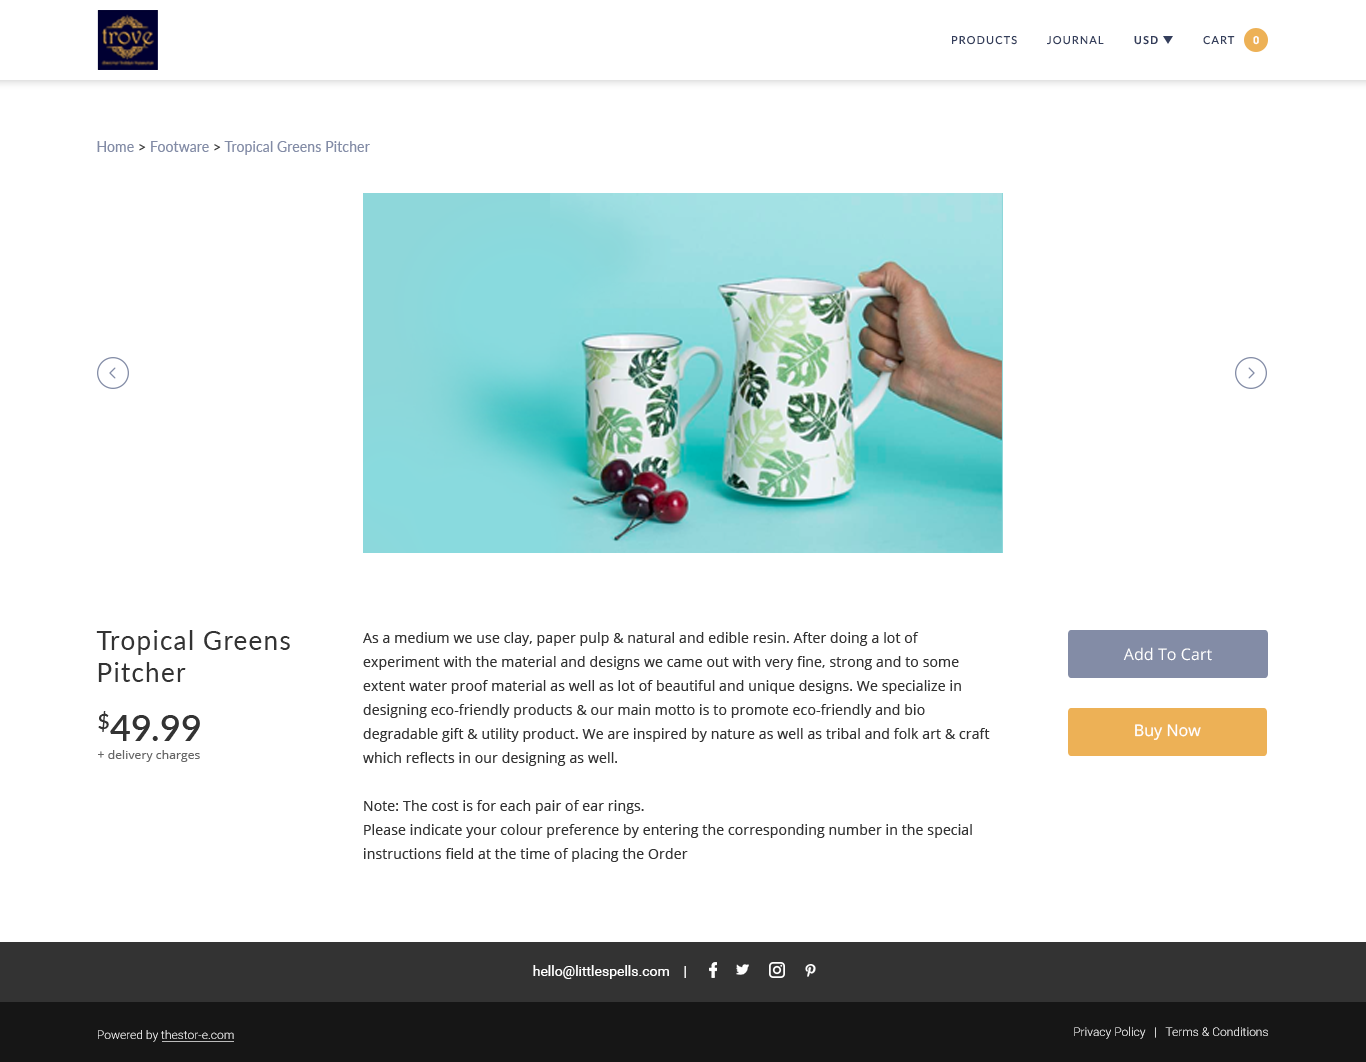 trove
PRODUCTS JOURNAL USD CART 0
Home > Footware > Tropical Greens Pitcher
Tropical Greens
Pitcher
$49.99
+ delivery charges
As a medium we use clay, paper pulp & natural and edible resin. After doing a lot of
experiment with the material and designs we came out with very fine, strong and to some
extent water proof material as well as lot of beautiful and unique designs. We specialize in
designing eco-friendly products & our main motto is to promote eco-friendly and bio
degradable gift & utility product. We are inspired by nature as well as tribal and folk art & craft
which reflects in our designing as well.
Note: The cost is for each pair of ear rings.
Please indicate your colour preference by entering the corresponding number in the special
instructions field at the time of placing the Order
Add To Cart
Buy Now
hello@littlespells.com |
Powered by thestor-e.com
Privacy Policy | Terms & Conditions